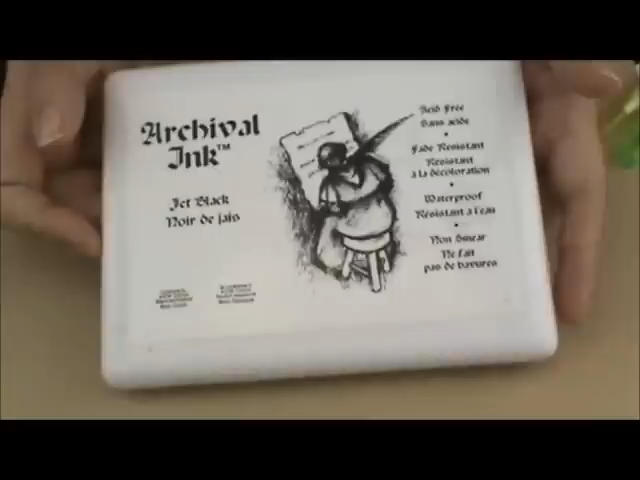 Archival
Ink™
Jet Black
Noir de jais
Acid Free
Sans acide
•
Fade Resistant
Résistant
à la décoloration
•
Waterproof
Résistant à l'eau
•
Non Smear
Ne fait
pas de bavures